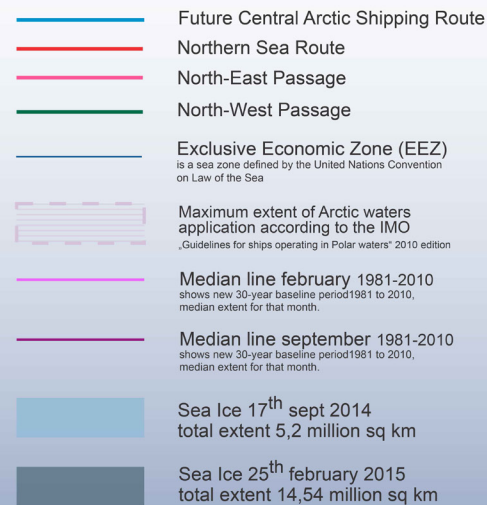 Future Central Arctic Shipping Route
Northern Sea Route
North-East Passage
North-West Passage
Exclusive Economic Zone (EEZ)
is a sea zone defined by the United Nations Convention
on Law of the Sea
Maximum extent of Arctic waters
application according to the IMO
„Guidelines for ships operating in Polar waters“ 2010 edition
Median line february 1981-2010
shows new 30-year baseline period1981 to 2010,
median extent for that month.
Median line september 1981-2010
shows new 30-year baseline period1981 to 2010,
median extent for that month.
Sea Ice 17th sept 2014
total extent 5,2 million sq km
Sea Ice 25th february 2015
total extent 14,54 million sq km